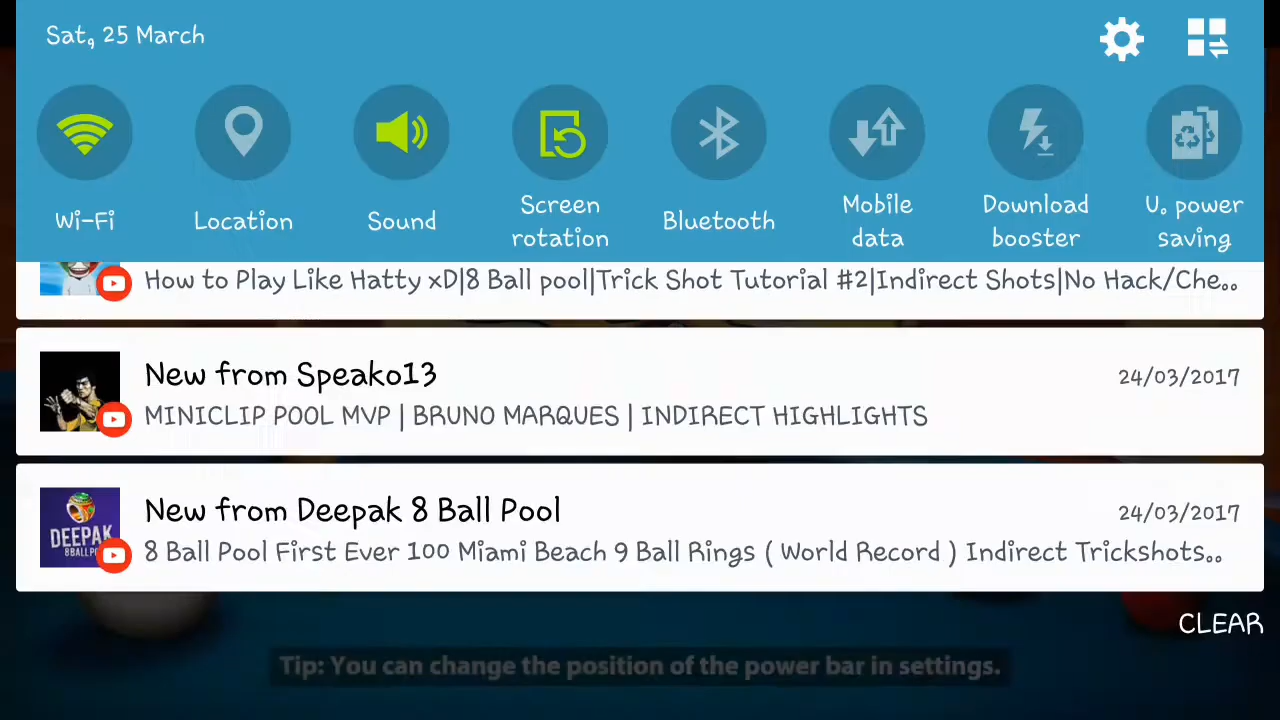 Sat, 25 March
Wi-Fi
Location
Sound
Screen
rotation
Bluetooth
Mobile
data
Download
booster
U. power
saving
How to Play Like Hatty xD|8 Ball pool|Trick Shot Tutorial #2|Indirect Shots|No Hack/Che..
New from Speako13
24/03/2017
MINICLIP POOL MVP | BRUNO MARQUES | INDIRECT HIGHLIGHTS
New from Deepak 8 Ball Pool
24/03/2017
DEEPAK
8 Ball Pool First Ever 100 Miami Beach 9 Ball Rings ( World Record ) Indirect Trickshots..
CLEAR
Tip: You can change the position of the power bar in settings.